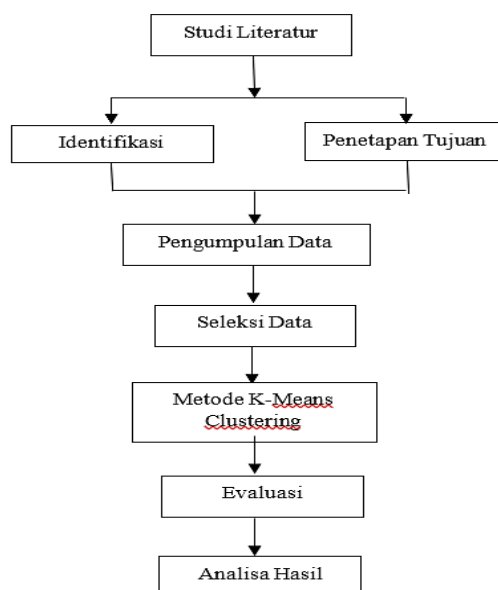 Studi Literatur
Identifikasi
Penetapan Tujuan
Pengumpulan Data
Seleksi Data
Metode K-Means
Clustering
Evaluasi
Analisa Hasil